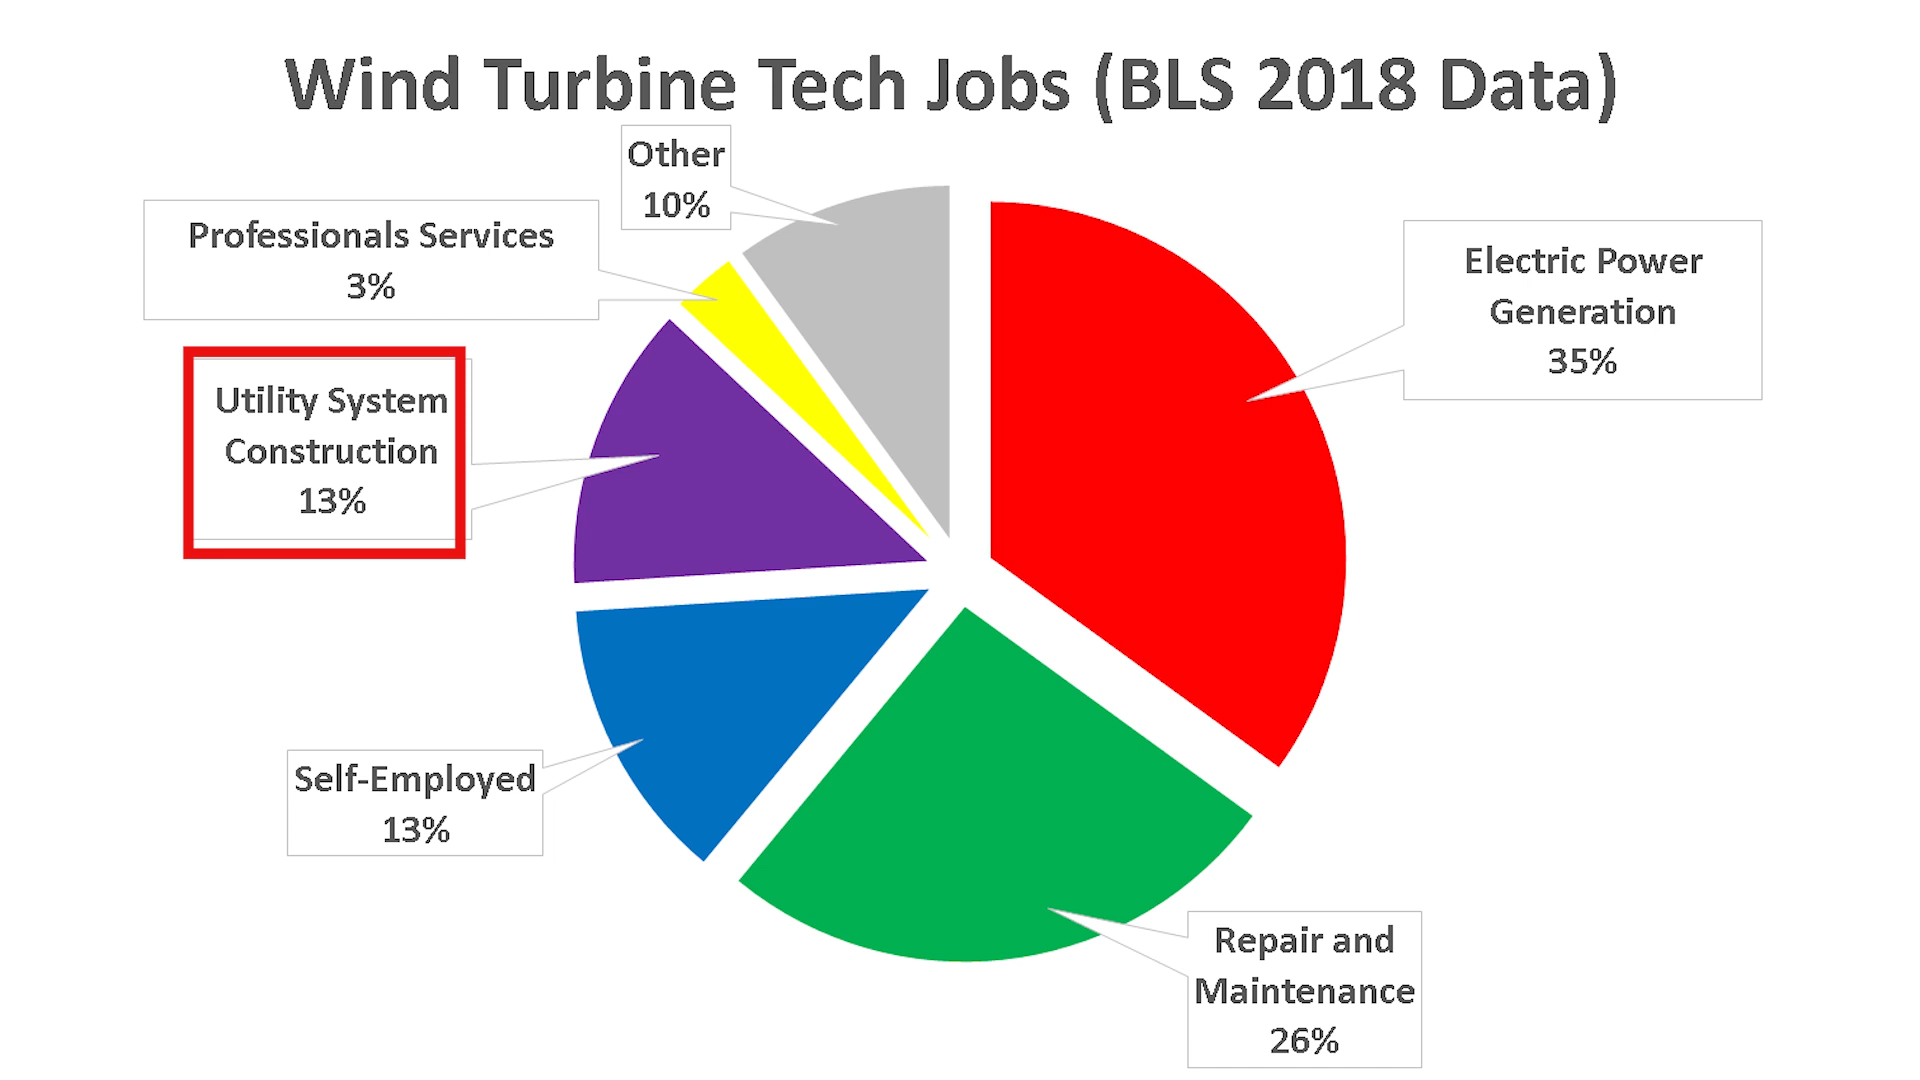 Wind Turbine Tech Jobs (BLS 2018 Data)
Other
10%
Professionals Services
3%
Electric Power
Generation
35%
Utility System
Construction
13%
Self-Employed
13%
Repair and
Maintenance
26%